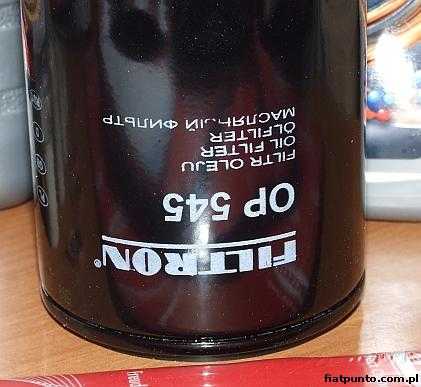 FILTRON®
OP 545
FILTR OLEJU
OIL FILTER
ÖLFILTER
МАСЛЯНЫЙ ФИЛЬТР
fiatpunto.com.pl